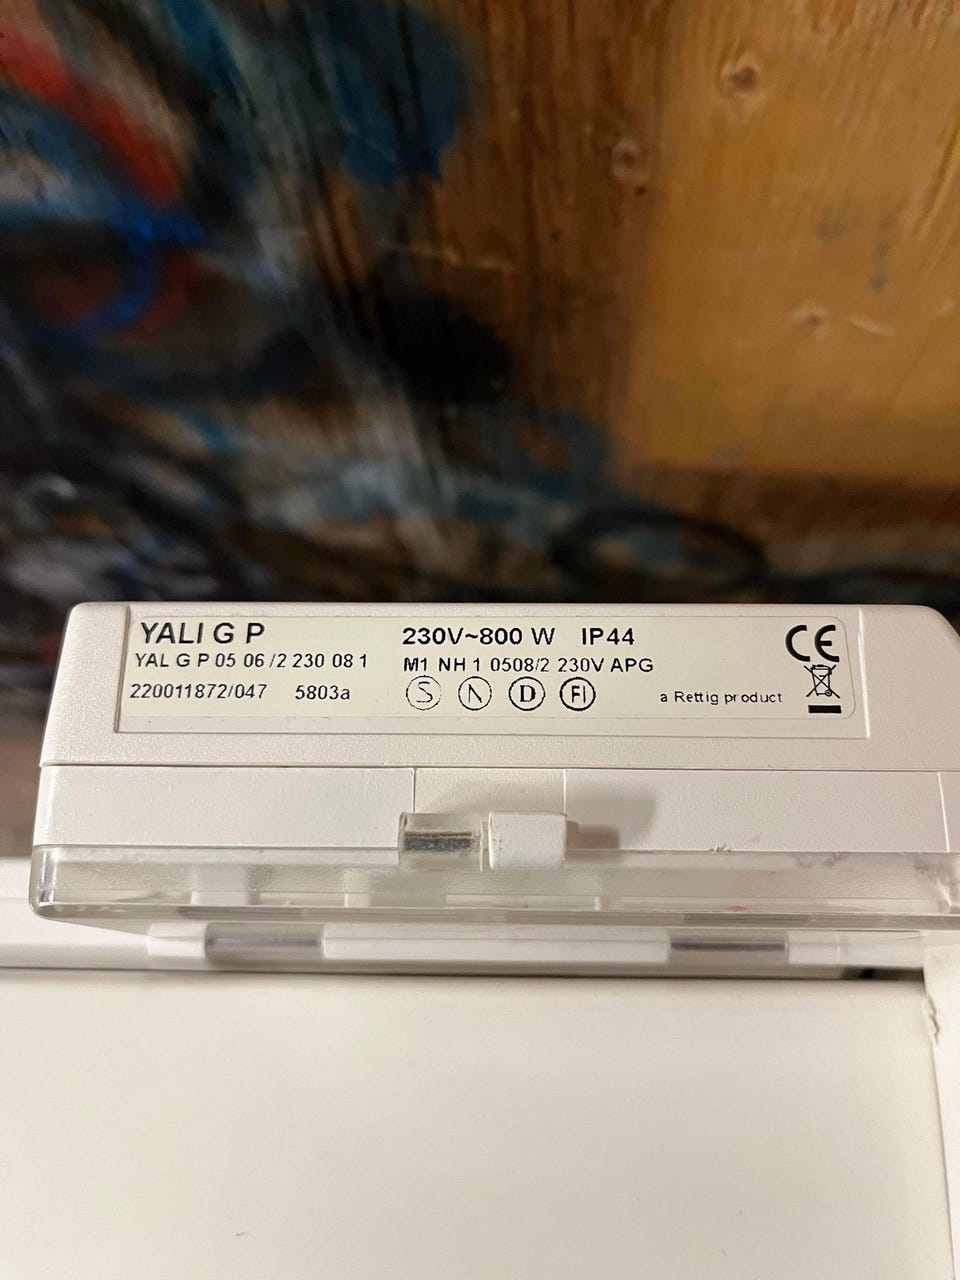 YALI G P
YAL G P 05 06 /2 230 08 1
220011872/047 5803a
230V~800 W IP44
M1 NH 1 0508/2 230V APG
S N D FI
a Rettig product
CE